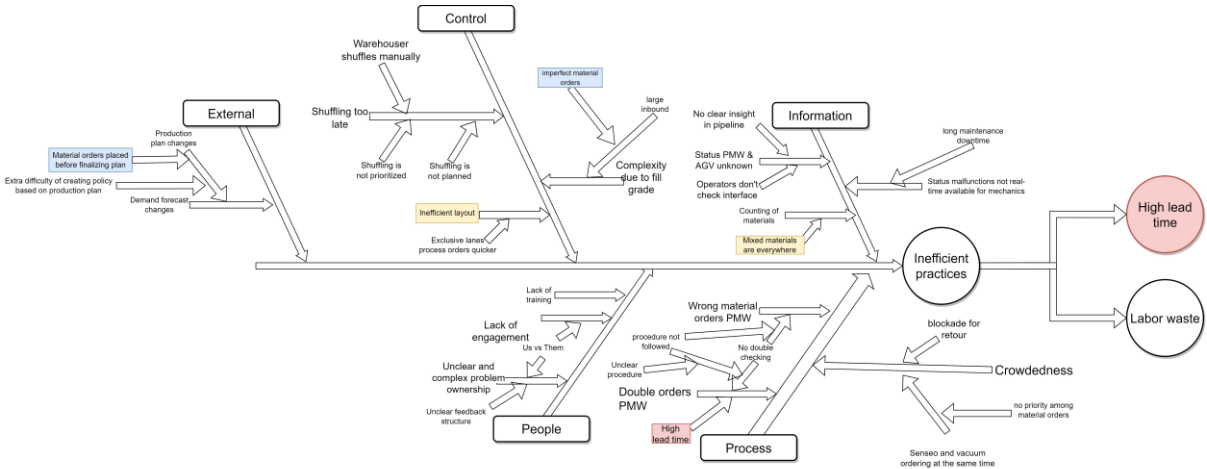 Control
Warehouser
shuffles manually
imperfect material
orders
large
inbound
External
Shuffling too
late
Information
No clear insight
in pipeline
long maintenance
downtime
Production
plan changes
Material orders placed
before finalizing plan
Shuffling is
not prioritized
Shuffling is
not planned
Complexity
due to fill
grade
Status PMW &
AGV unknown
Extra difficulty of creating policy
based on production plan
Operators don't
check interface
Status malfunctions not real-
time available for mechanics
Demand forecast
changes
Inefficient layout
Counting of
materials
High lead
time
Exclusive lanes
process orders quicker
Mixed materials
are everywhere
Inefficient
practices
Lack of
training
Wrong material
orders PMW
Labor waste
Lack of
engagement
blockade for
retour
procedure not
followed
Us vs Them
No double
checking
Unclear and
complex problem
ownership
Unclear
procedure
Crowdedness
Double orders
PMW
Unclear feedback
structure
no priority among
material orders
People
High
lead time
Process
Senseo and vacuum
ordering at the same time